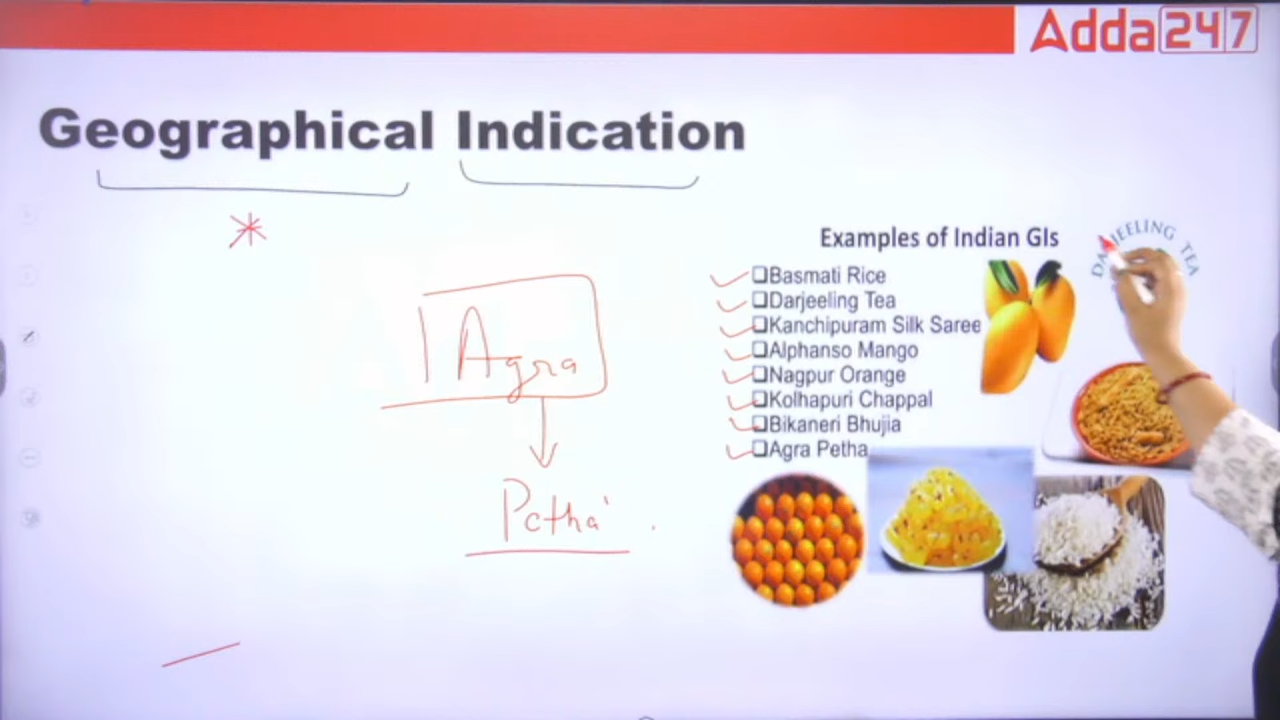 Adda247
Geographical Indication
Agra
Petha
Examples of Indian GIs
Basmati Rice
Darjeeling Tea
Kanchipuram Silk Saree
Alphanso Mango
Nagpur Orange
Kolhapuri Chappal
Bikaneri Bhujia
Agra Petha
TEA